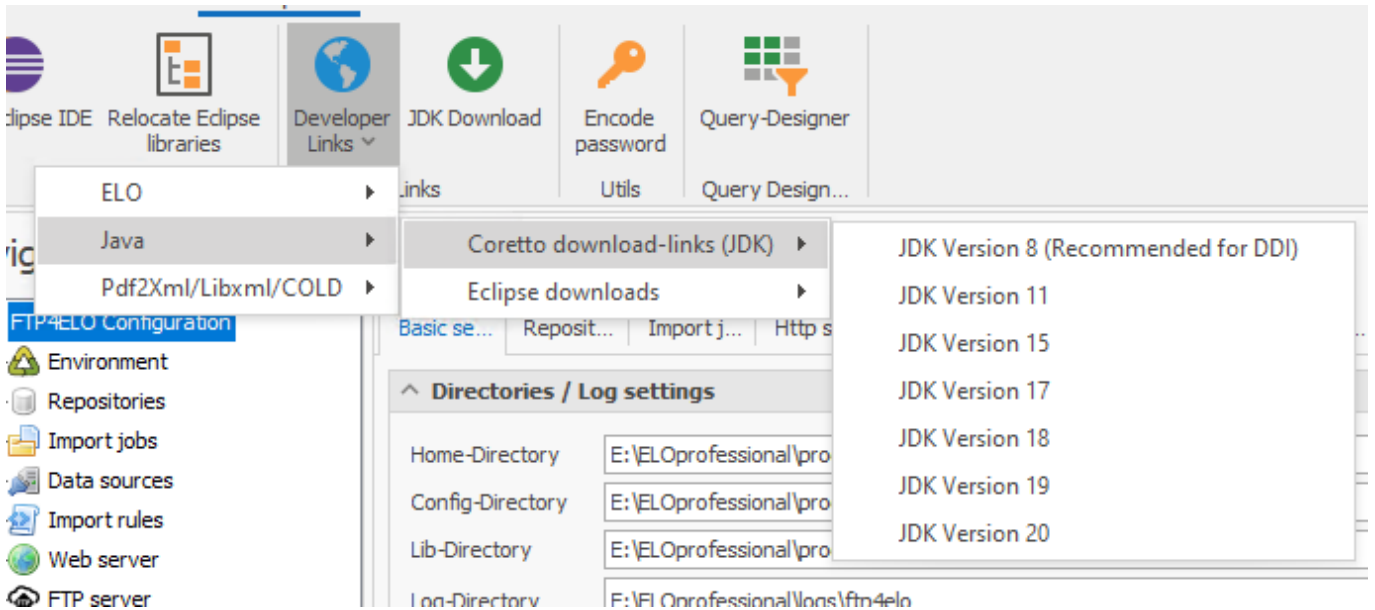 clipse IDE
Relocate Eclipse
libraries
Developer
Links
JDK Download
Encode
password
Query-Designer
Links
Utils
Query Design...
ELO
Java
Pdf2Xml/Libxml/COLD
Coretto download-links (JDK)
Eclipse downloads
JDK Version 8 (Recommended for DDI)
JDK Version 11
JDK Version 15
JDK Version 17
JDK Version 18
JDK Version 19
JDK Version 20
vig
FTP4ELO Configuration
Environment
Repositories
Import jobs
Data sources
Import rules
Web server
FTP server
Basic se...
Reposit...
Import j...
Http s
Directories / Log settings
Home-Directory
E:\ELOprofessional\pro
Config-Directory
E:\ELOprofessional\pro
Lib-Directory
E:\ELOprofessional\pro
Log-Directory
E:\ELOprofessional\logs\ftp4elo